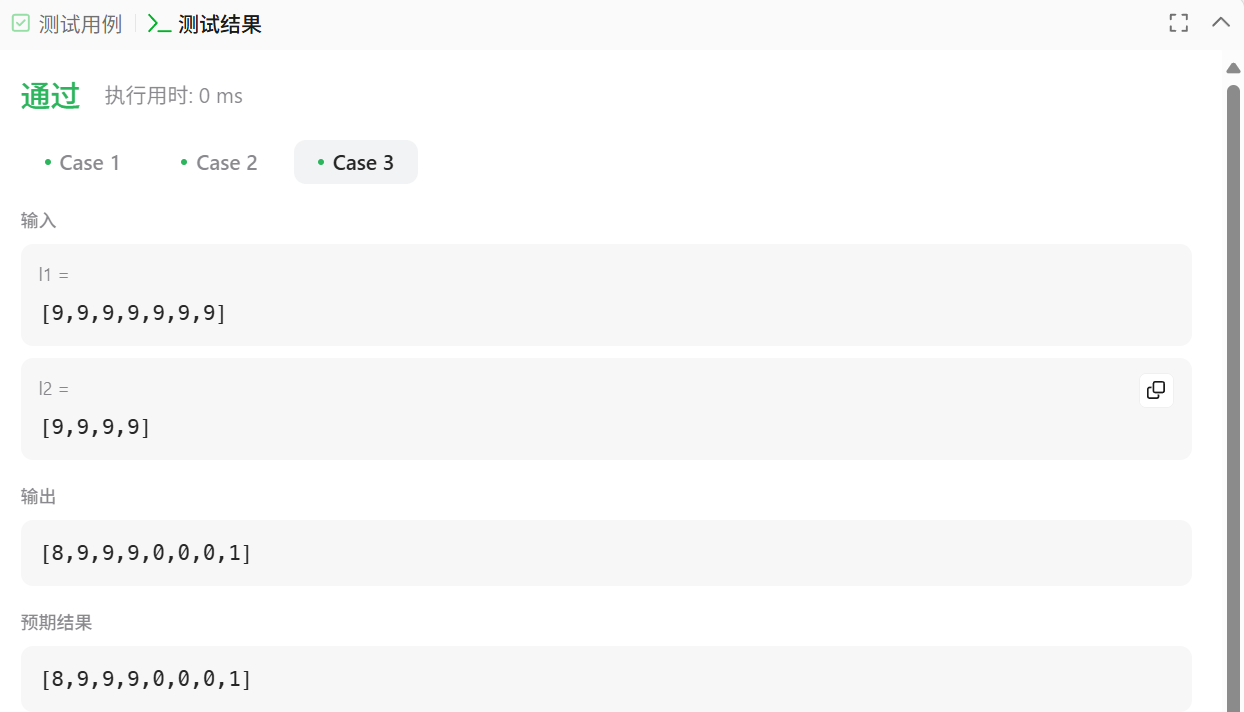 测试用例 测试结果
通过 执行用时: 0 ms
Case 1 Case 2 Case 3
输入
l1 =
[9,9,9,9,9,9,9]
l2 =
[9,9,9,9]
输出
[8,9,9,9,0,0,0,1]
预期结果
[8,9,9,9,0,0,0,1]